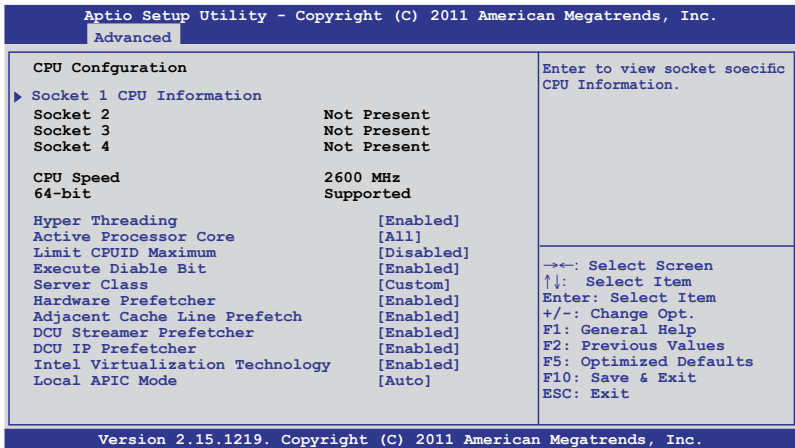 Aptio Setup Utility - Copyright (C) 2011 American Megatrends, Inc.
Advanced
CPU Confguration
Socket 1 CPU Information
Socket 2 Not Present
Socket 3 Not Present
Socket 4 Not Present
CPU Speed 2600 MHz
64-bit Supported
Hyper Threading [Enabled]
Active Processor Core [All]
Limit CPUID Maximum [Disabled]
Execute Diable Bit [Enabled]
Server Class [Custom]
Hardware Prefetcher [Enabled]
Adjacent Cache Line Prefetch [Enabled]
DCU Streamer Prefetcher [Enabled]
DCU IP Prefetcher [Enabled]
Intel Virtualization Technology [Enabled]
Local APIC Mode [Auto]
Enter to view socket soecific
CPU Information.
→←: Select Screen
↑↓: Select Item
Enter: Select Item
+/-: Change Opt.
F1: General Help
F2: Previous Values
F5: Optimized Defaults
F10: Save & Exit
ESC: Exit
Version 2.15.1219. Copyright (C) 2011 American Megatrends, Inc.